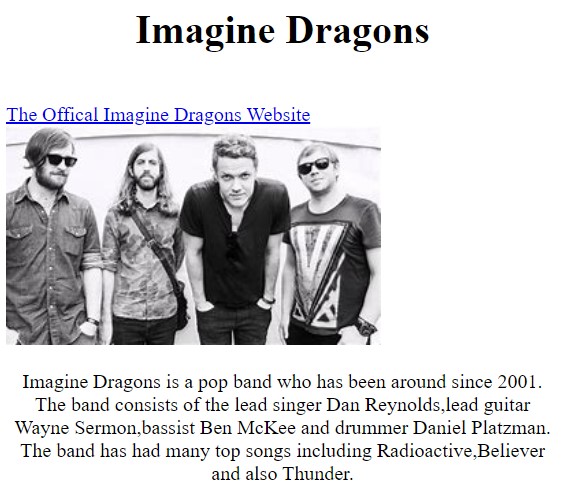 Imagine Dragons
The Offical Imagine Dragons Website
Imagine Dragons is a pop band who has been around since 2001.
The band consists of the lead singer Dan Reynolds,lead guitar
Wayne Sermon,bassist Ben McKee and drummer Daniel Platzman.
The band has had many top songs including Radioactive,Believer
and also Thunder.